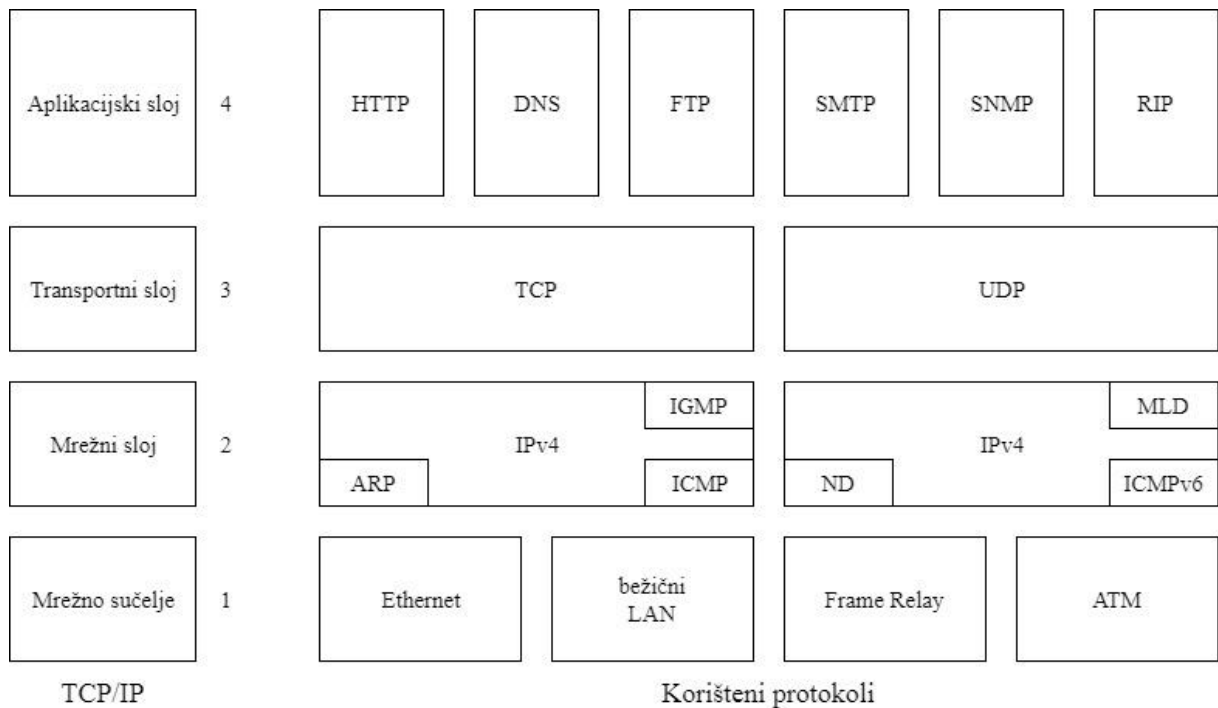 Aplikacijski sloj 4 HTTP DNS FTP SMTP SNMP RIP
Transportni sloj 3 TCP UDP
IGMP MLD
Mrežni sloj 2 IPv4 IPv4
ARP ICMP ND ICMPv6
Mrežno sučelje 1 Ethernet bežični LAN Frame Relay ATM
TCP/IP Korišteni protokoli